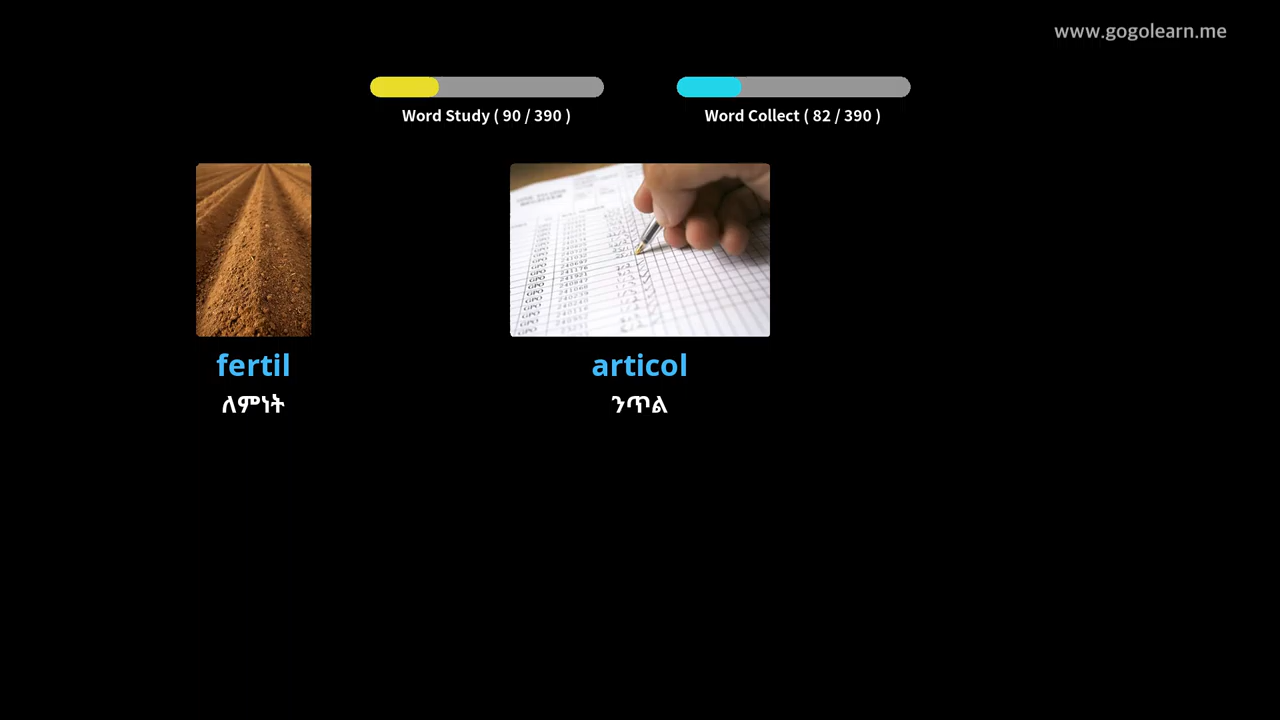 www.gogolearn.me
Word Study ( 90 / 390 )
Word Collect ( 82 / 390 )
fertil
ለምነት
articol
ንጥል